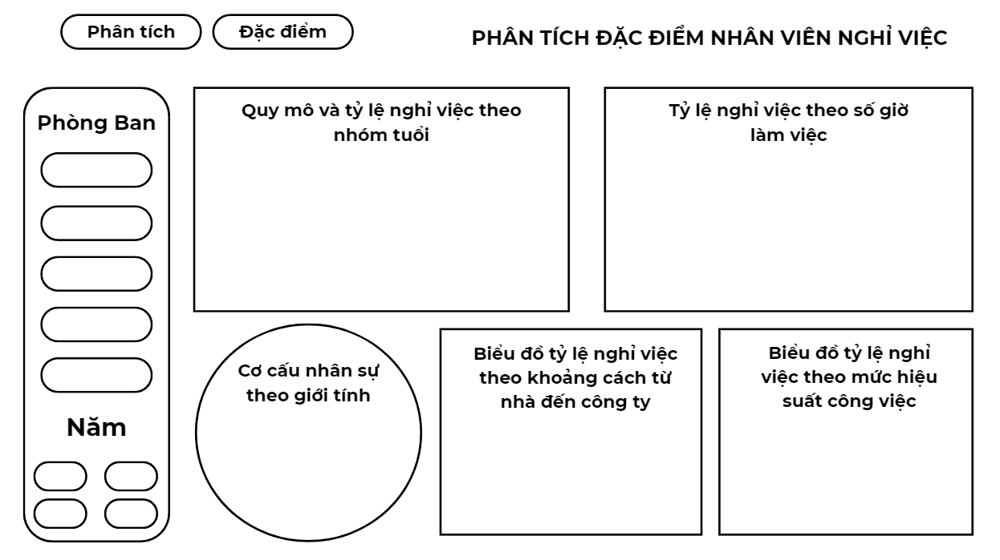 Phân tích
Đặc điểm
PHÂN TÍCH ĐẶC ĐIỂM NHÂN VIÊN NGHỈ VIỆC
Phòng Ban
Năm
Quy mô và tỷ lệ nghỉ việc theo
nhóm tuổi
Tỷ lệ nghỉ việc theo số giờ
làm việc
Cơ cấu nhân sự
theo giới tính
Biểu đồ tỷ lệ nghỉ việc
theo khoảng cách từ
nhà đến công ty
Biểu đồ tỷ lệ nghỉ
việc theo mức hiệu
suất công việc